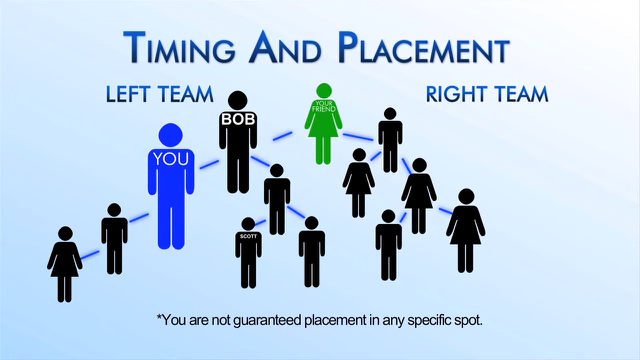 TIMING AND PLACEMENT
LEFT TEAM
RIGHT TEAM
BOB
YOUR
FRIEND
YOU
SCOTT
*You are not guaranteed placement in any specific spot.